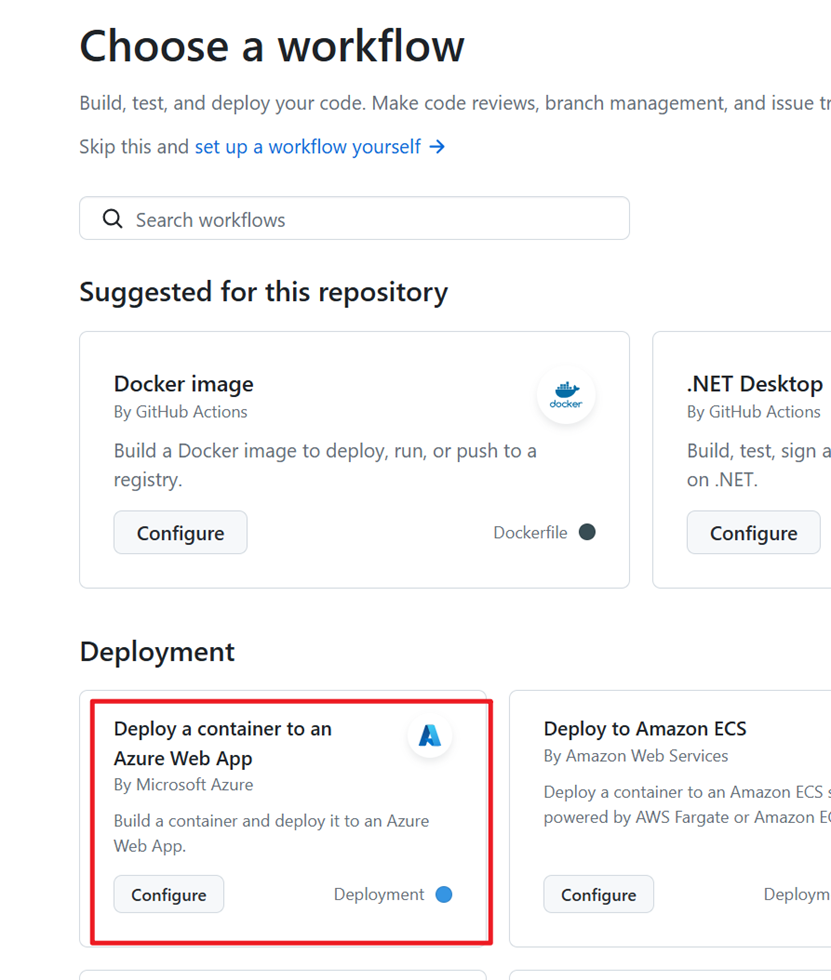 Choose a workflow
Build, test, and deploy your code. Make code reviews, branch management, and issue
Skip this and set up a workflow yourself →
Search workflows
Suggested for this repository
Docker image
By GitHub Actions
docker
Build a Docker image to deploy, run, or push to a
registry.
Configure
Dockerfile
.NET Desktop
By GitHub Actions
Build, test, sign
on .NET.
Configure
Deployment
Deploy a container to an
Azure Web App
By Microsoft Azure
Build a container and deploy it to an Azure
Web App.
Configure
Deployment
Deploy to Amazon ECS
By Amazon Web Services
Deploy a container to an Amazon ECS
powered by AWS Fargate or Amazon
Configure